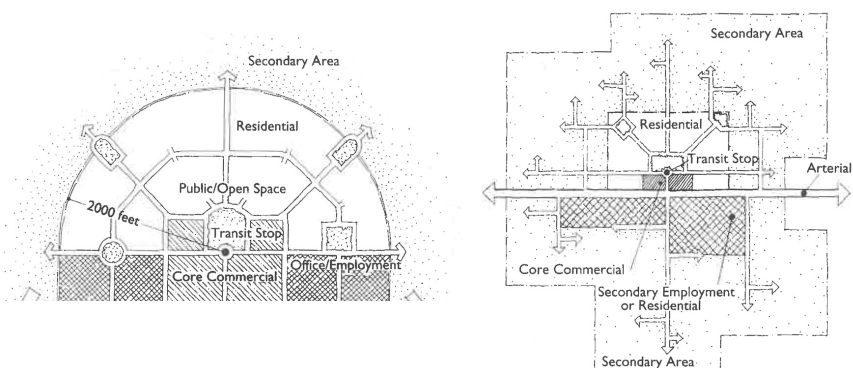 Secondary Area
Residential
Public/Open Space
2000 feet
Transit Stop
Office/Employment
Core Commercial
Secondary Area
Residential
Transit Stop
Arterial
Core Commercial
Secondary Employment
or Residential
Secondary Area